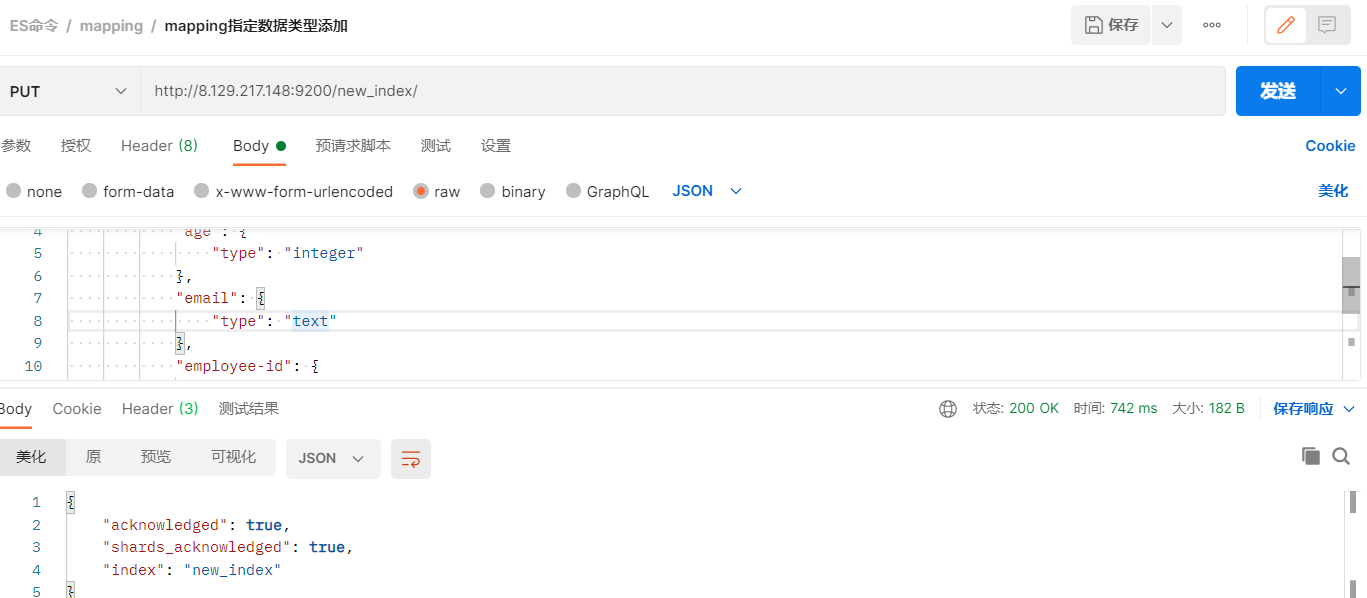 ES命令 / mapping / mapping指定数据类型添加 保存
PUT http://8.129.217.148:9200/new_index/ 发送
参数 授权 Header (8) Body 预请求脚本 测试 设置 Cookie
none form-data x-www-form-urlencoded raw binary GraphQL JSON 美化
4 "age": {
5 "type": "integer"
6 },
7 "email": {
8 "type": "text"
9 },
10 "employee-id": {
Body Cookie Header (3) 测试结果 状态: 200 OK 时间: 742 ms 大小: 182 B 保存响应
美化 原 预览 可视化 JSON
1 {
2 "acknowledged": true,
3 "shards_acknowledged": true,
4 "index": "new_index"
5 }